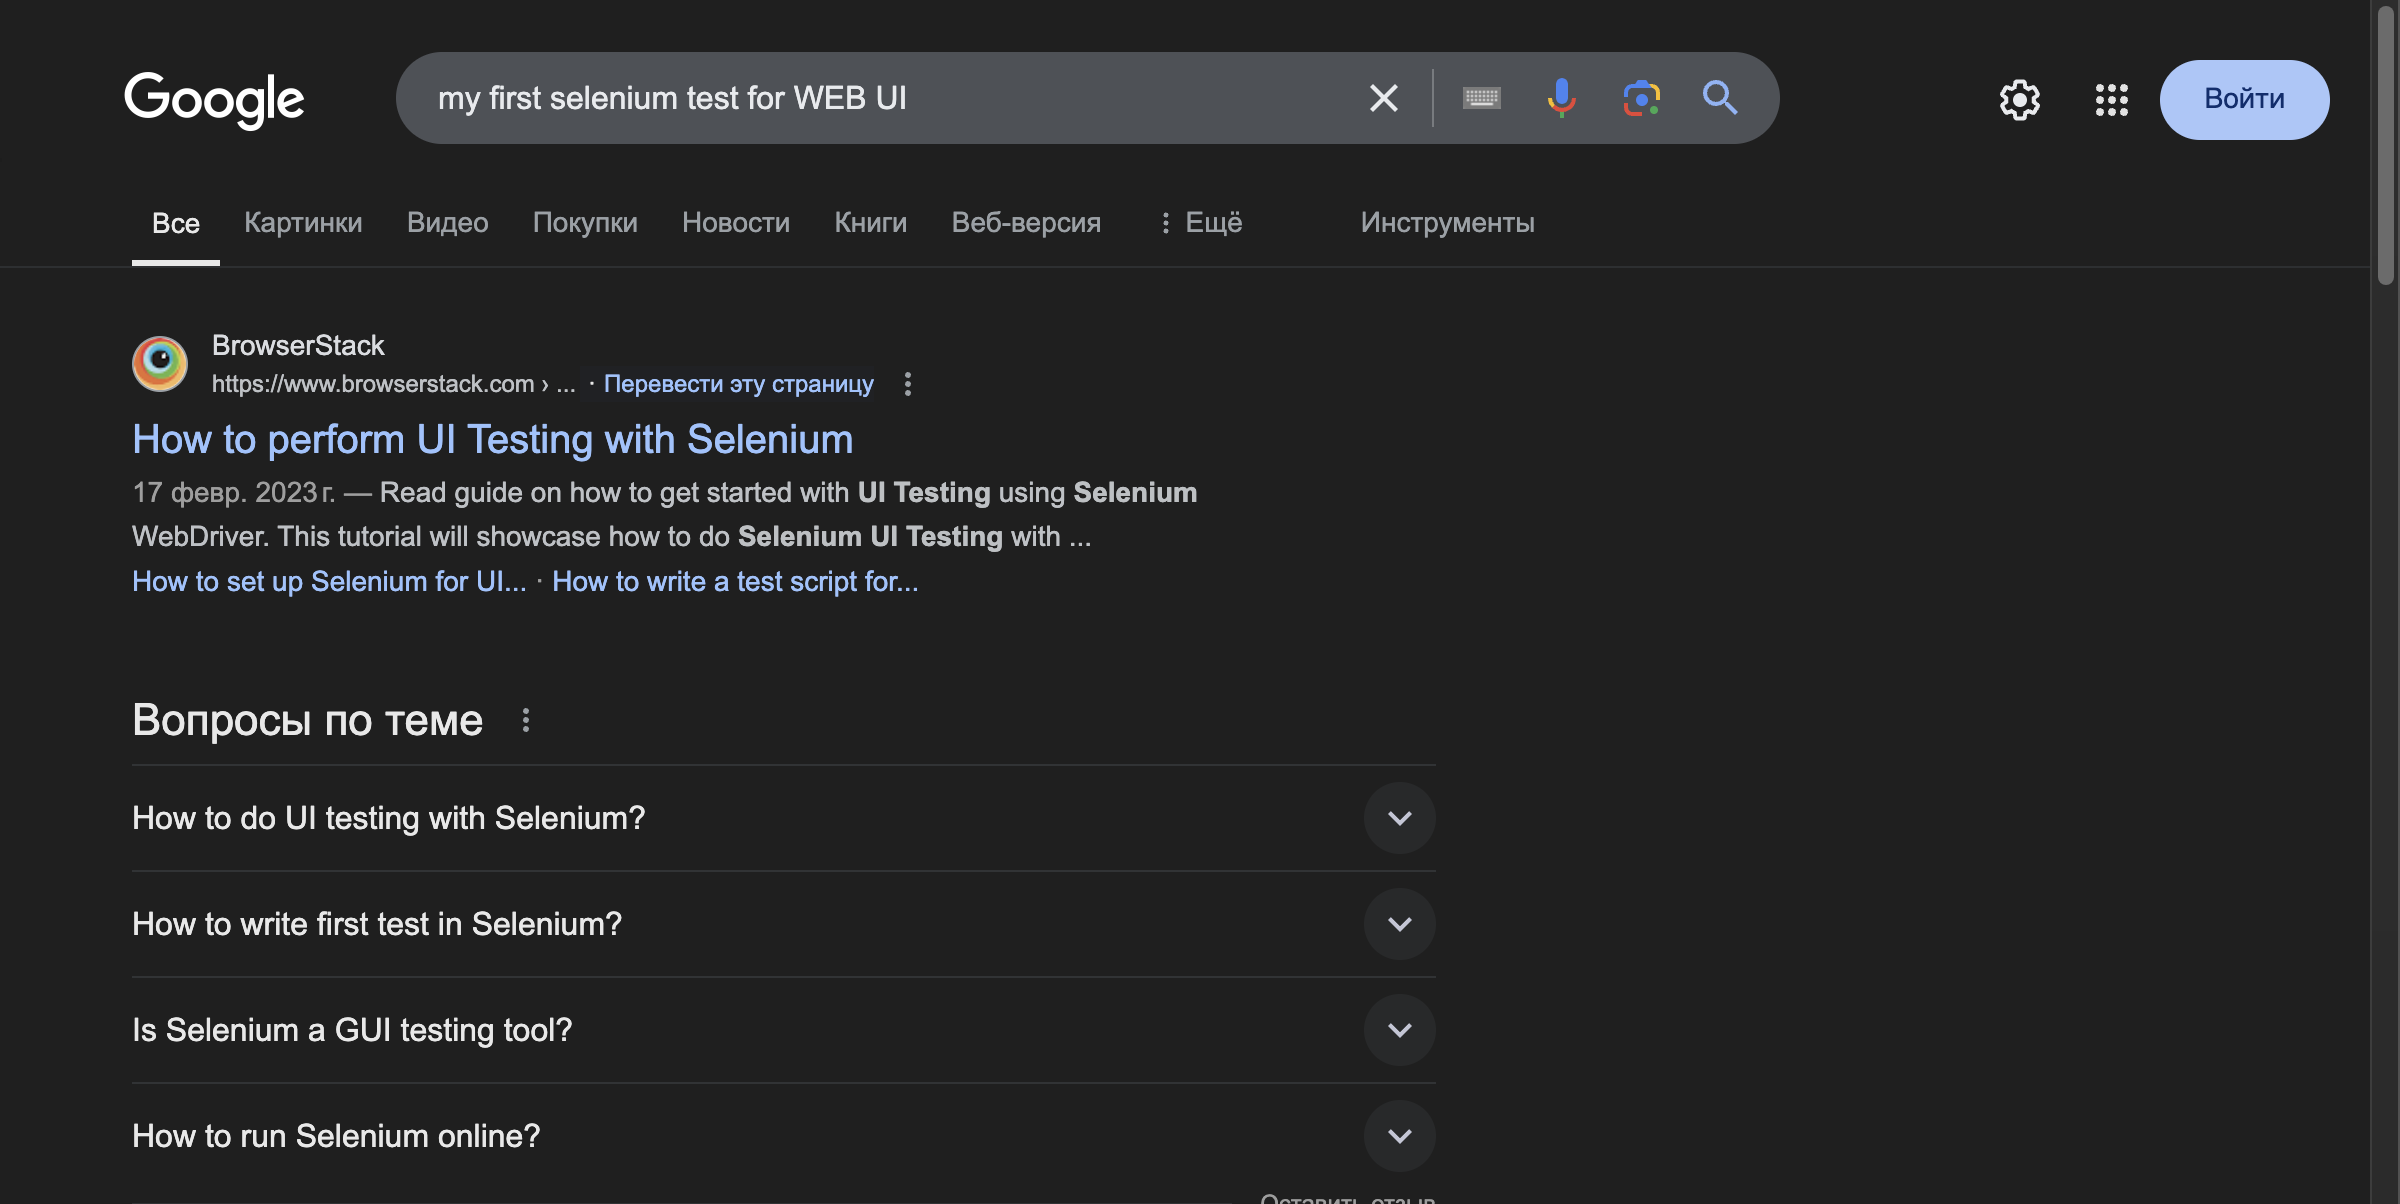 Google
my first selenium test for WEB UI
Войти
Все Картинки Видео Покупки Новости Книги Веб-версия Ещё Инструменты
BrowserStack
https://www.browserstack.com › ... · Перевести эту страницу
How to perform UI Testing with Selenium
17 февр. 2023 г. — Read guide on how to get started with UI Testing using Selenium
WebDriver. This tutorial will showcase how to do Selenium UI Testing with ...
How to set up Selenium for UI... · How to write a test script for...
Вопросы по теме
How to do UI testing with Selenium?
How to write first test in Selenium?
Is Selenium a GUI testing tool?
How to run Selenium online?
Оставить отзыв